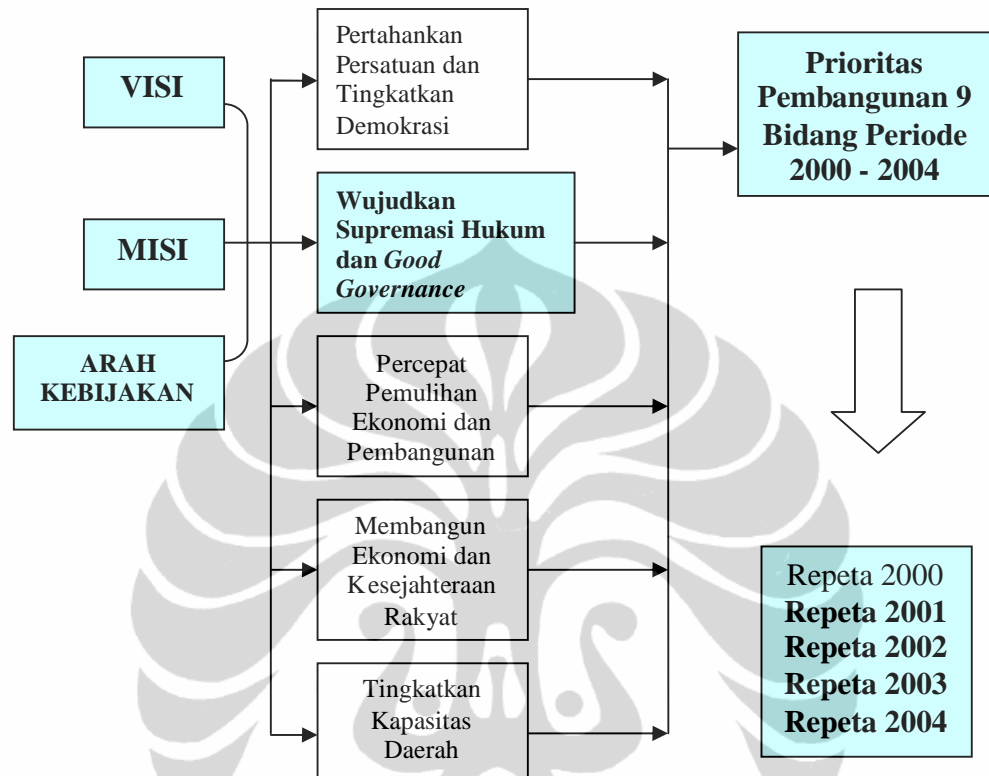 VISI
MISI
ARAH
KEBIJAKAN
Pertahankan
Persatuan dan
Tingkatkan
Demokrasi
Wujudkan
Supremasi Hukum
dan Good
Governance
Percepat
Pemulihan
Ekonomi dan
Pembangunan
Membangun
Ekonomi dan
Kesejahteraan
Rakyat
Tingkatkan
Kapasitas
Daerah
Prioritas
Pembangunan 9
Bidang Periode
2000 - 2004
Repeta 2000
Repeta 2001
Repeta 2002
Repeta 2003
Repeta 2004